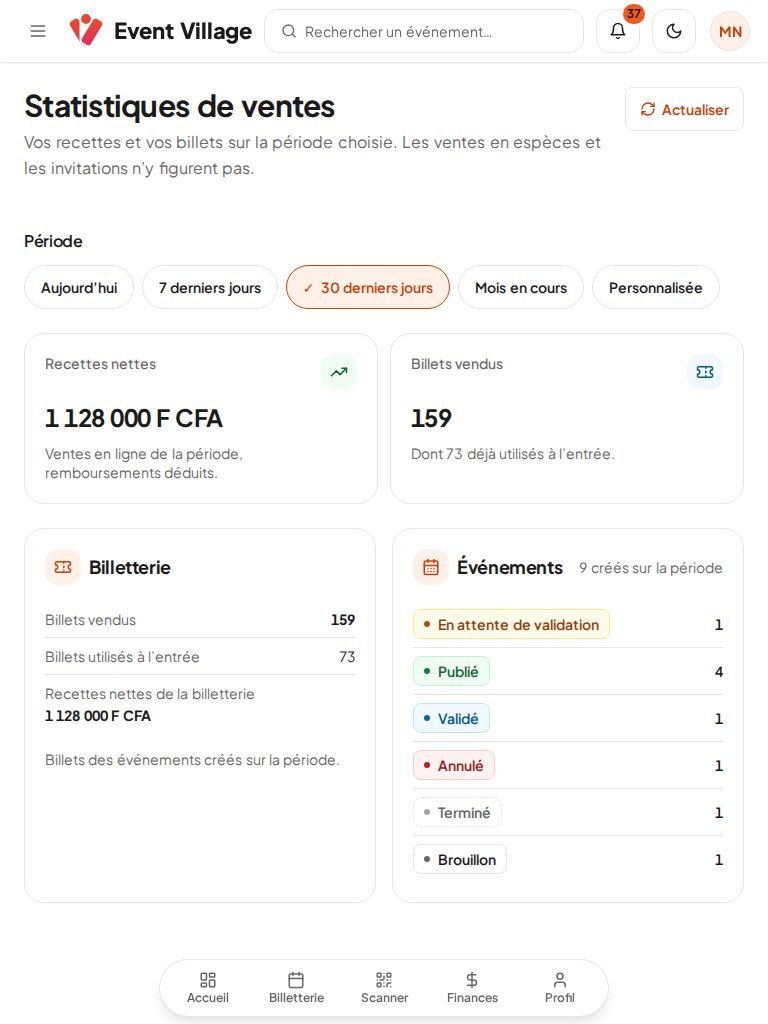 Event Village
Rechercher un événement...
37
MN
Statistiques de ventes
Actualiser
Vos recettes et vos billets sur la période choisie. Les ventes en espèces et
les invitations n'y figurent pas.
Période
Aujourd'hui
7 derniers jours
✓ 30 derniers jours
Mois en cours
Personnalisée
Recettes nettes
1 128 000 F CFA
Ventes en ligne de la période,
remboursements déduits.
Billets vendus
159
Dont 73 déjà utilisés à l'entrée.
Billetterie
Billets vendus 159
Billets utilisés à l'entrée 73
Recettes nettes de la billetterie
1 128 000 F CFA
Billets des événements créés sur la période.
Événements 9 créés sur la période
En attente de validation 1
Publié 4
Validé 1
Annulé 1
Terminé 1
Brouillon 1
Accueil
Billetterie
Scanner
Finances
Profil